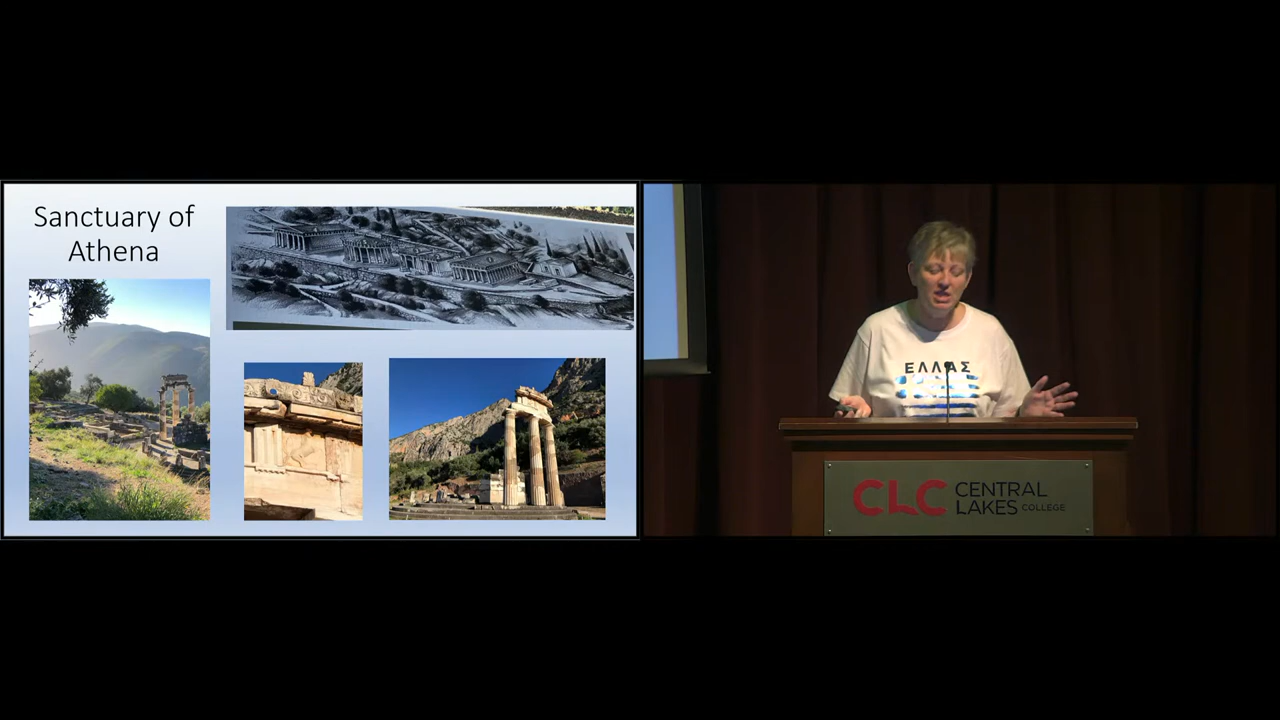 Sanctuary of
Athena
ΕΛΛΑΣ
CLC CENTRAL
LAKES COLLEGE